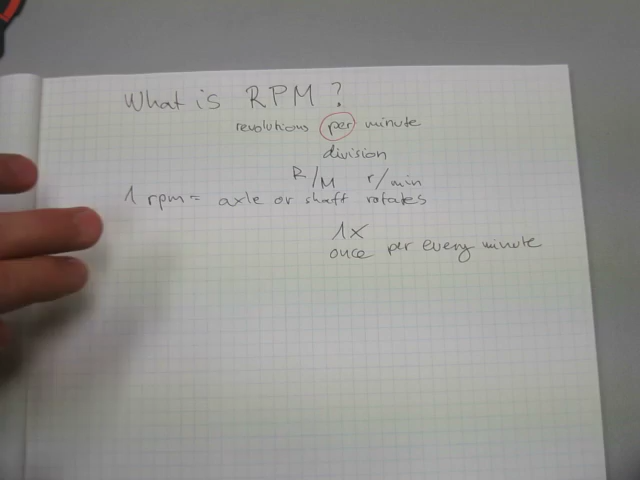 What is RPM?
revolutions per minute
division
R/M r/min
1 rpm = axle or shaft rotates
1x
once per every minute